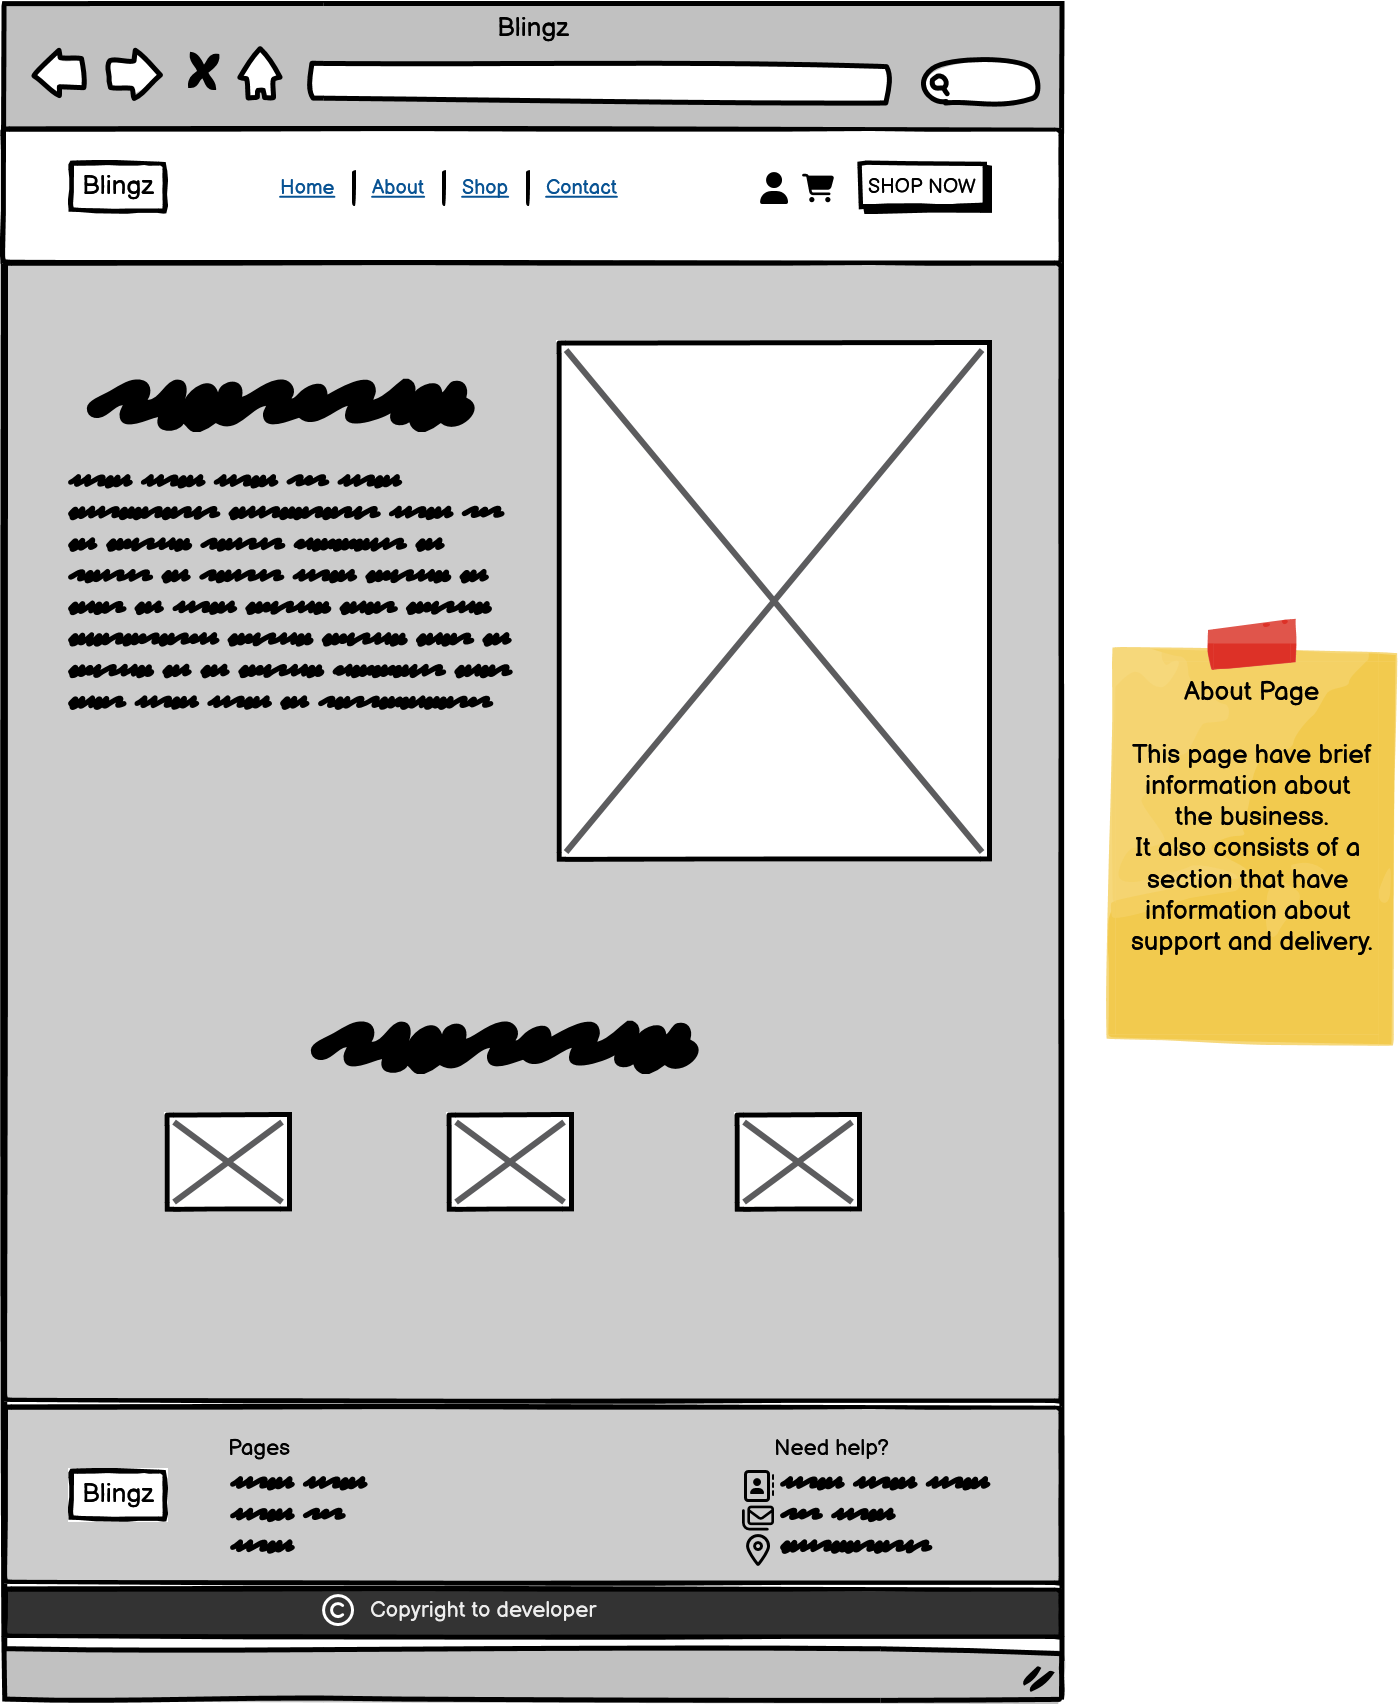 Blingz
Blingz
Home
About
Shop
Contact
SHOP NOW
About Page
This page have brief
information about
the business.
It also consists of a
section that have
information about
support and delivery.
Pages
Need help?
Blingz
© Copyright to developer